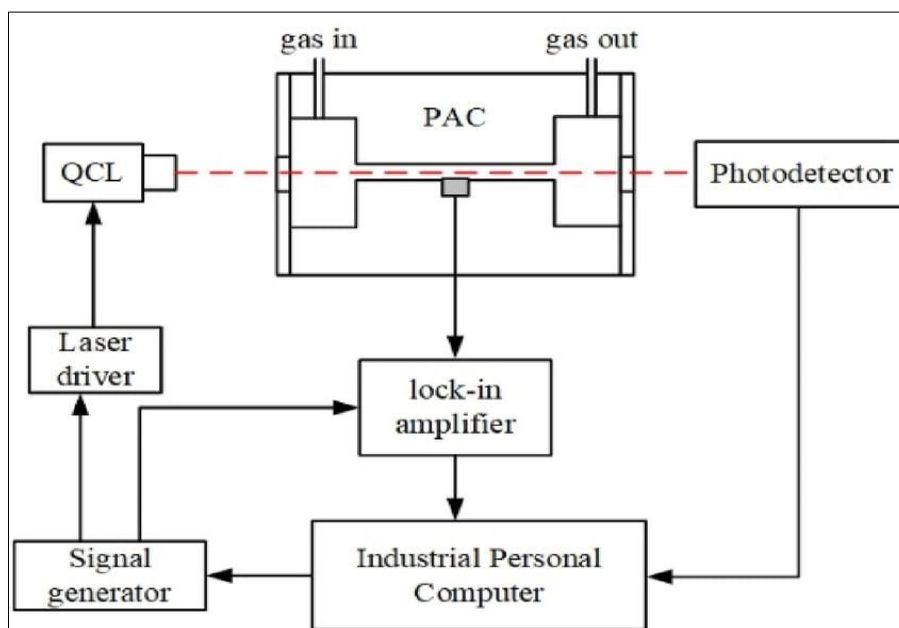 gas in
gas out
PAC
QCL
Photodetector
Laser
driver
lock-in
amplifier
Signal
generator
Industrial Personal
Computer